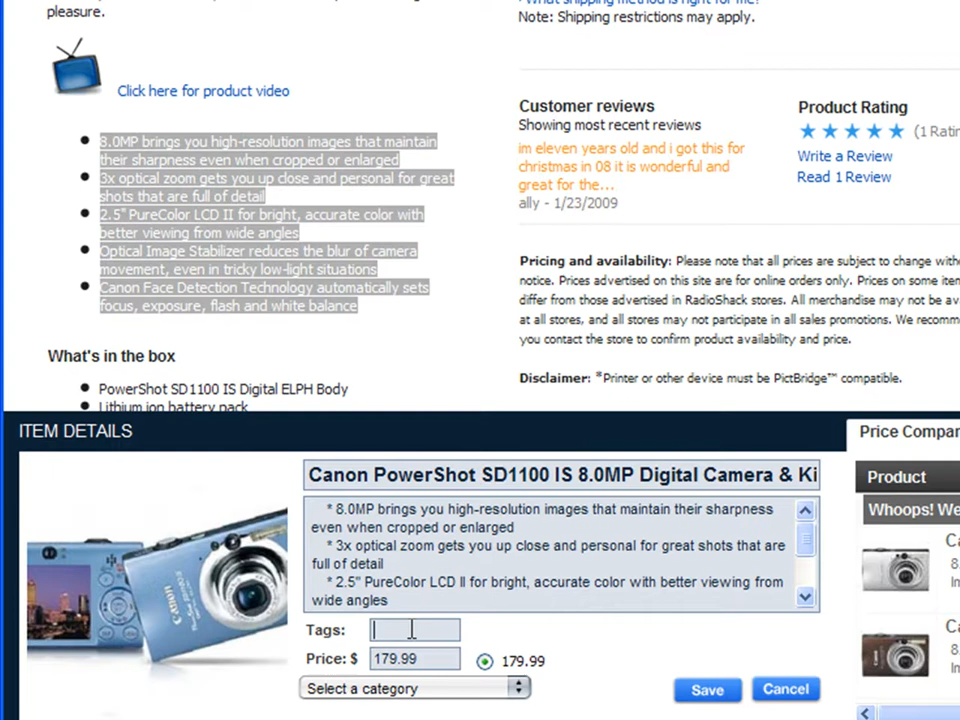 pleasure.
Note: Shipping restrictions may apply.
Click here for product video
8.0MP brings you high-resolution images that maintain
their sharpness even when cropped or enlarged
3x optical zoom gets you up close and personal for great
shots that are full of detail
2.5" PureColor LCD II for bright, accurate color with
better viewing from wide angles
Optical Image Stabilizer reduces the blur of camera
movement, even in tricky low-light situations
Canon Face Detection Technology automatically sets
focus, exposure, flash and white balance
What's in the box
PowerShot SD1100 IS Digital ELPH Body
Lithium ion battery pack
Customer reviews
Showing most recent reviews
im eleven years old and i got this for
christmas in 08 it is wonderful and
great for the...
ally - 1/23/2009
Product Rating
(1 Ratin
Write a Review
Read 1 Review
Pricing and availability: Please note that all prices are subject to change with
notice. Prices advertised on this site are for online orders only. Prices on some iten
differ from those advertised in RadioShack stores. All merchandise may not be av
at all stores, and all stores may not participate in all sales promotions. We recom
you contact the store to confirm product availability and price.
Disclaimer: *Printer or other device must be PictBridge™ compatible.
ITEM DETAILS
Canon PowerShot SD1100 IS 8.0MP Digital Camera & Ki
* 8.0MP brings you high-resolution images that maintain their sharpness
even when cropped or enlarged
* 3x optical zoom gets you up close and personal for great shots that are
full of detail
* 2.5" PureColor LCD II for bright, accurate color with better viewing from
wide angles
Tags:
Price: $ 179.99 179.99
Select a category
Save Cancel
Price Compar
Product
Whoops! We
Ca
8.
In
Ca
8.
In
Canon